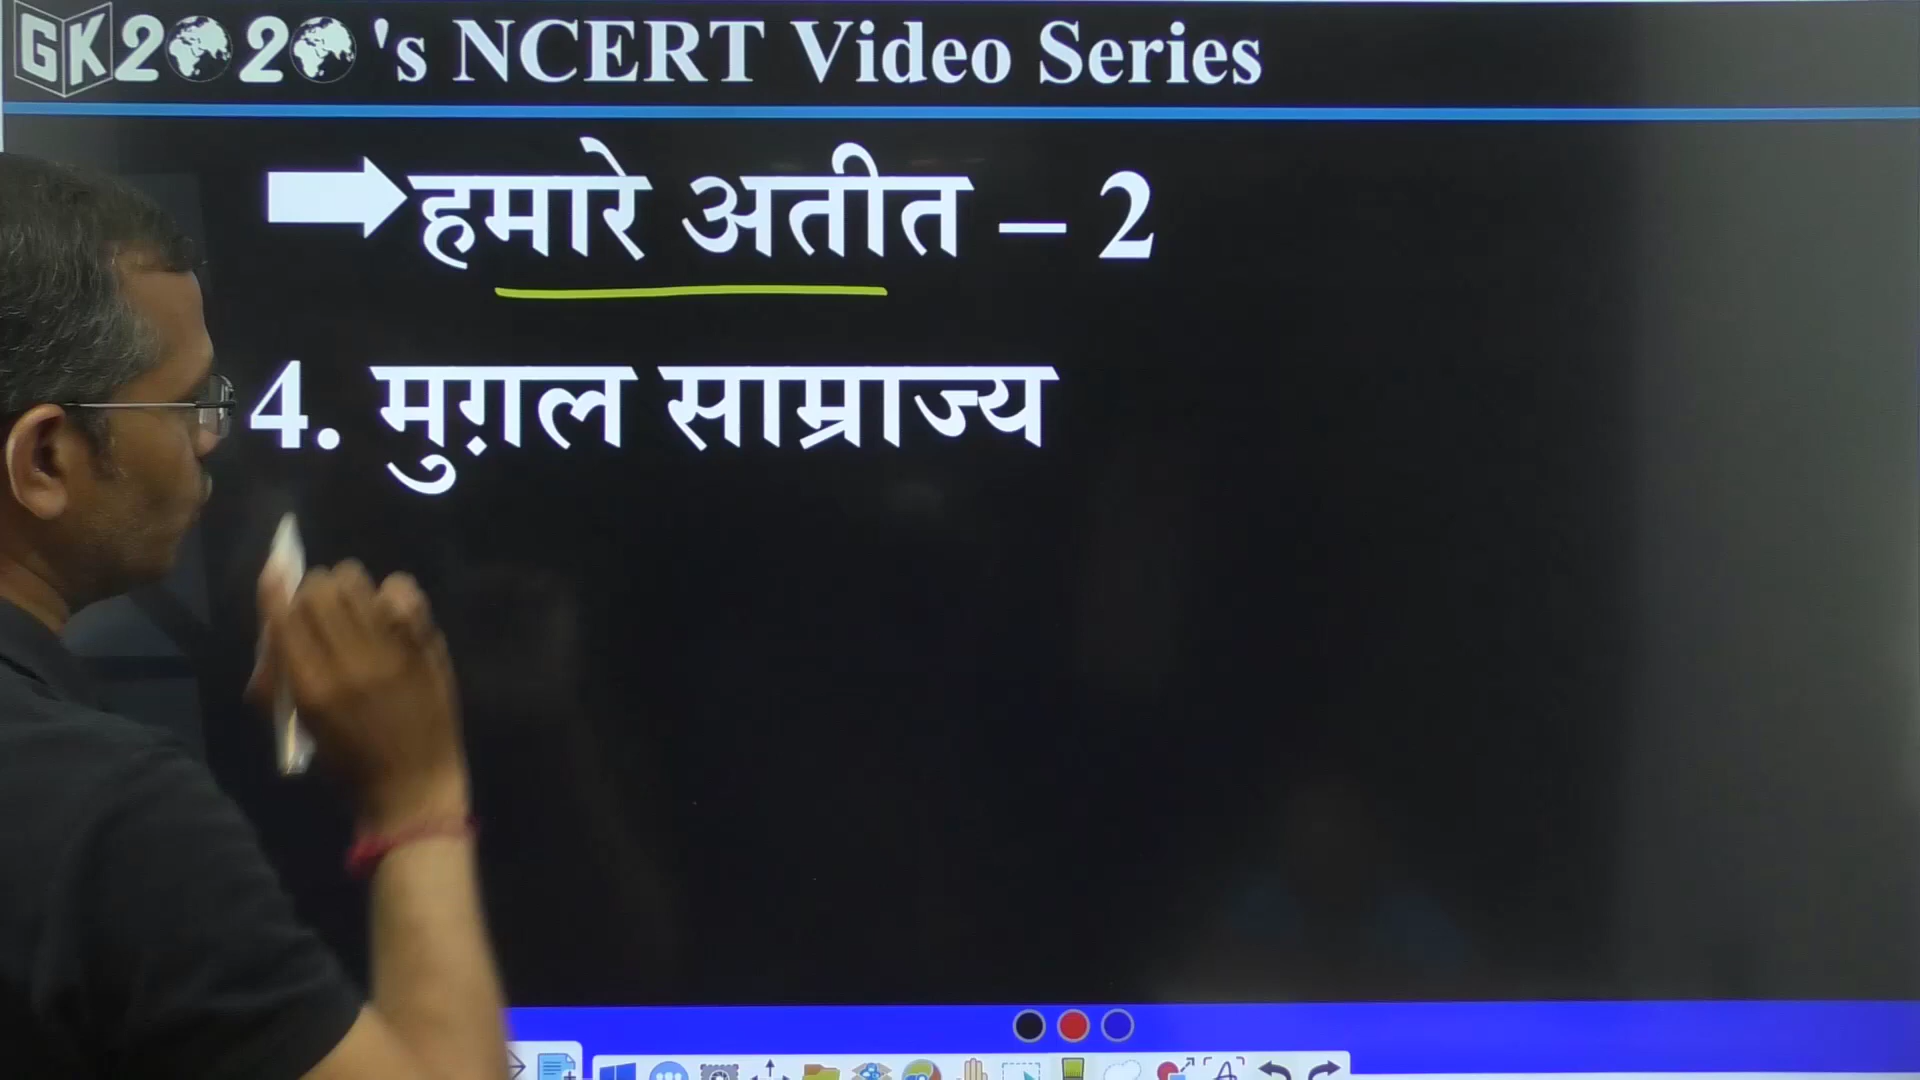 GK2020's NCERT Video Series
हमारे अतीत – 2
4. मुग़ल साम्राज्य